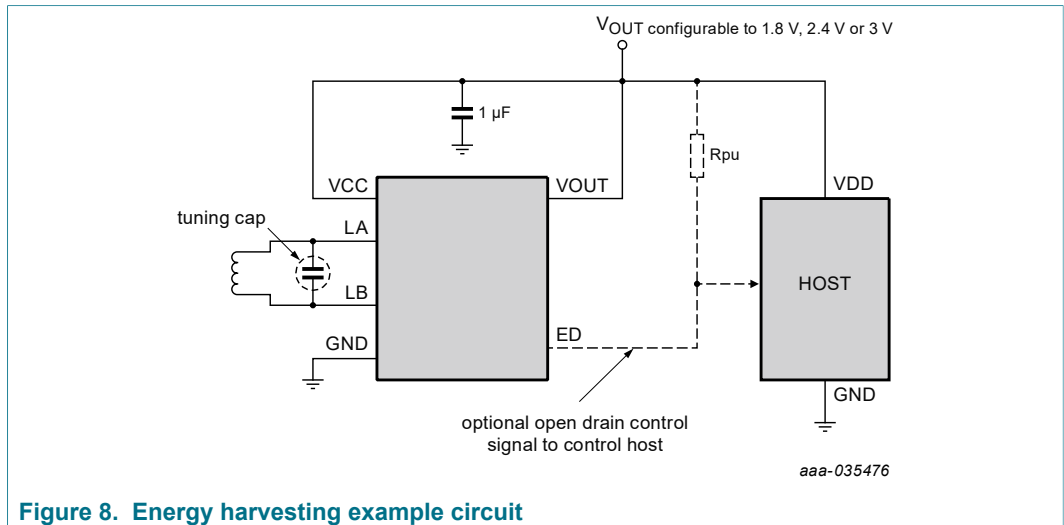 VOUT configurable to 1.8 V, 2.4 V or 3 V
1 µF
Rpu
VCC
VOUT
VDD
tuning cap
LA
LB
HOST
GND
ED
GND
optional open drain control
signal to control host
aaa-035476
Figure 8. Energy harvesting example circuit